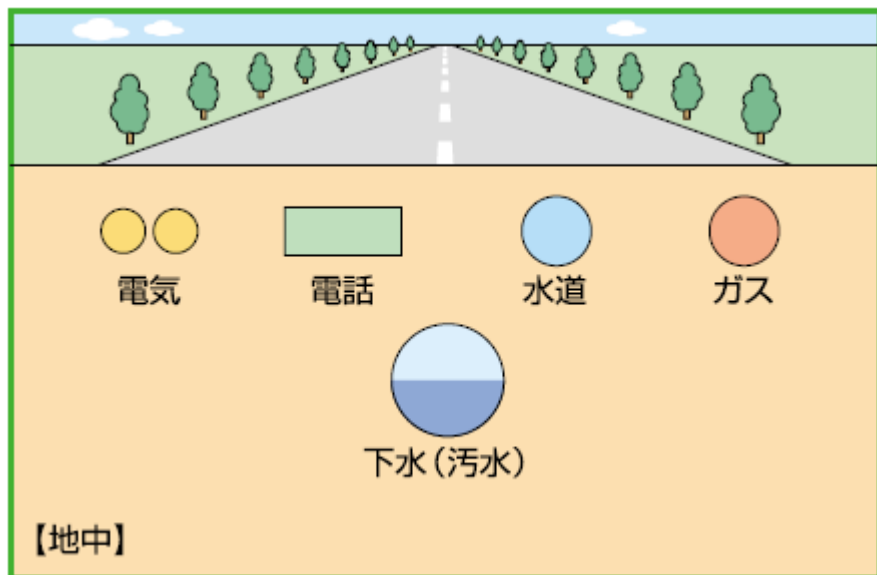 電気
電話
水道
ガス
下水(汚水)
【地中】